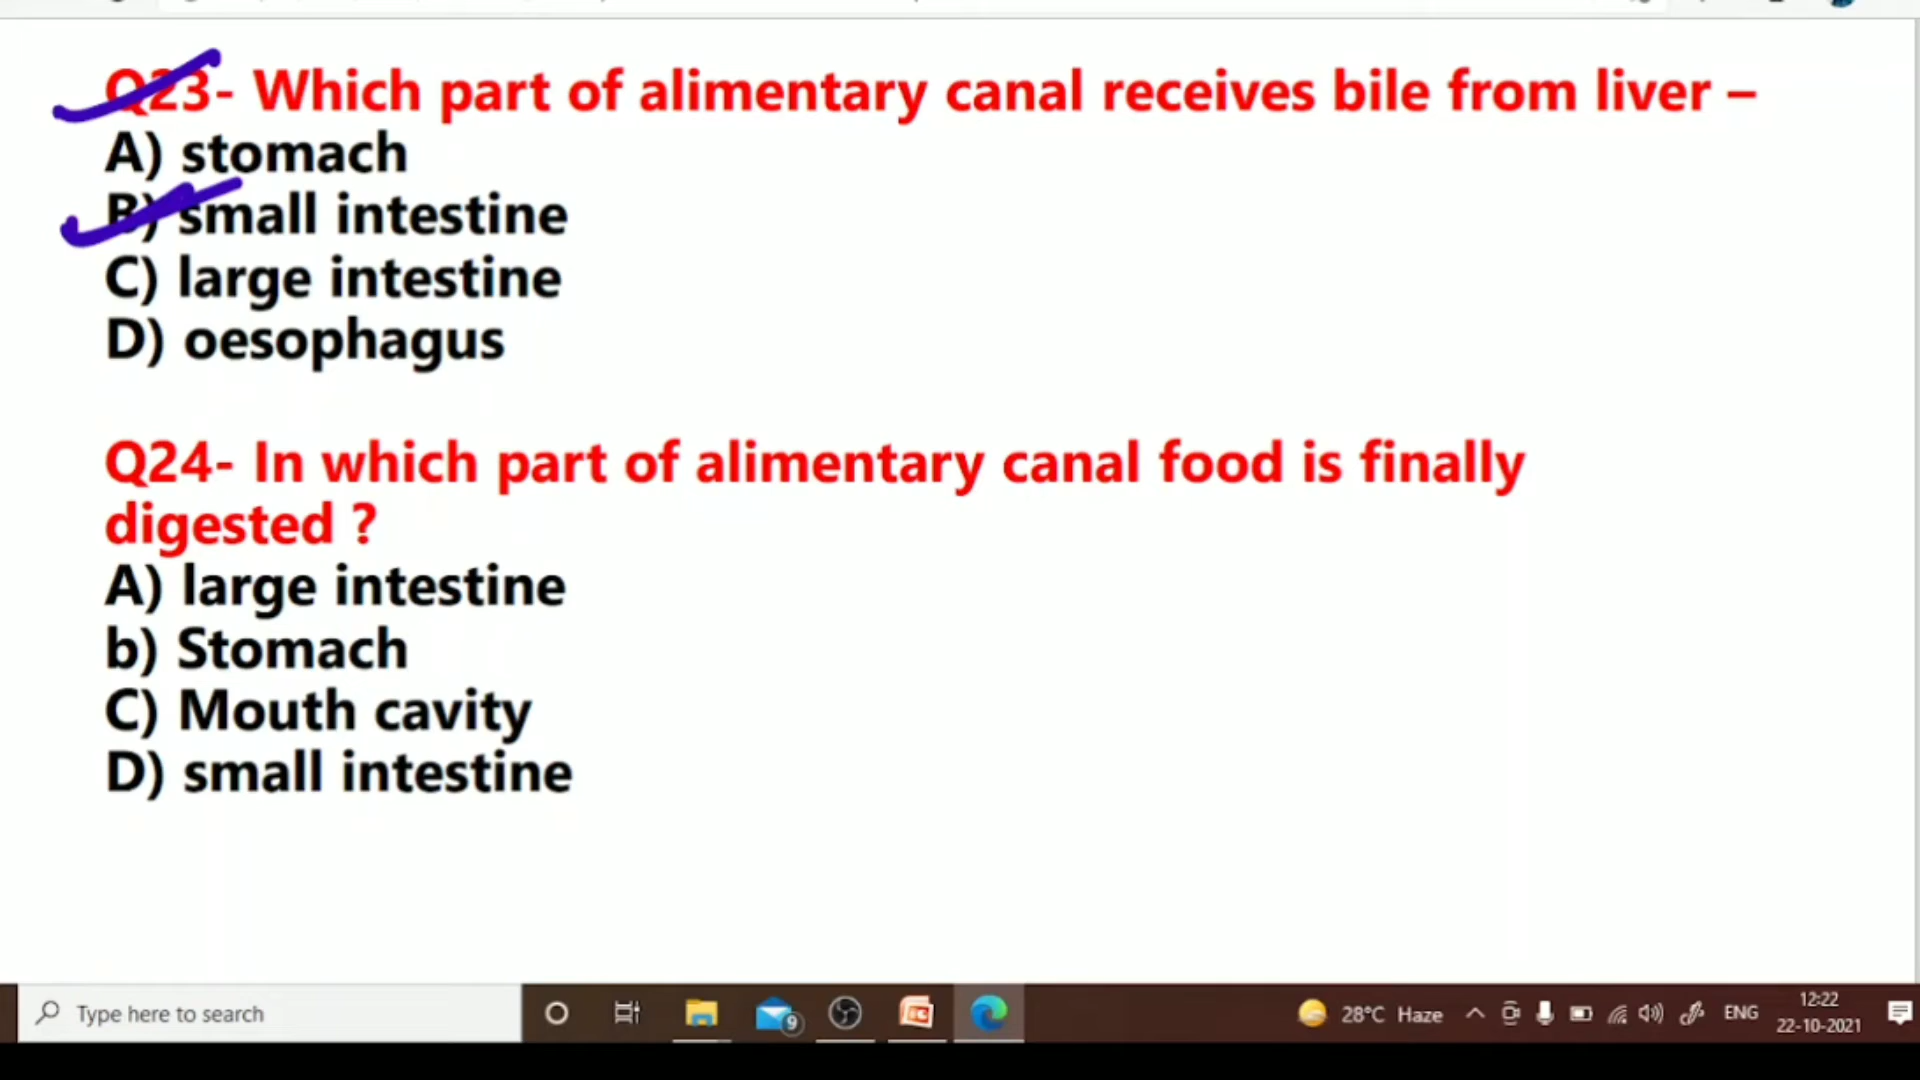 Q23- Which part of alimentary canal receives bile from liver –
A) stomach
B) small intestine
C) large intestine
D) oesophagus
Q24- In which part of alimentary canal food is finally
digested ?
A) large intestine
b) Stomach
C) Mouth cavity
D) small intestine
Type here to search
9
28°C Haze
ENG
12:22
22-10-2021